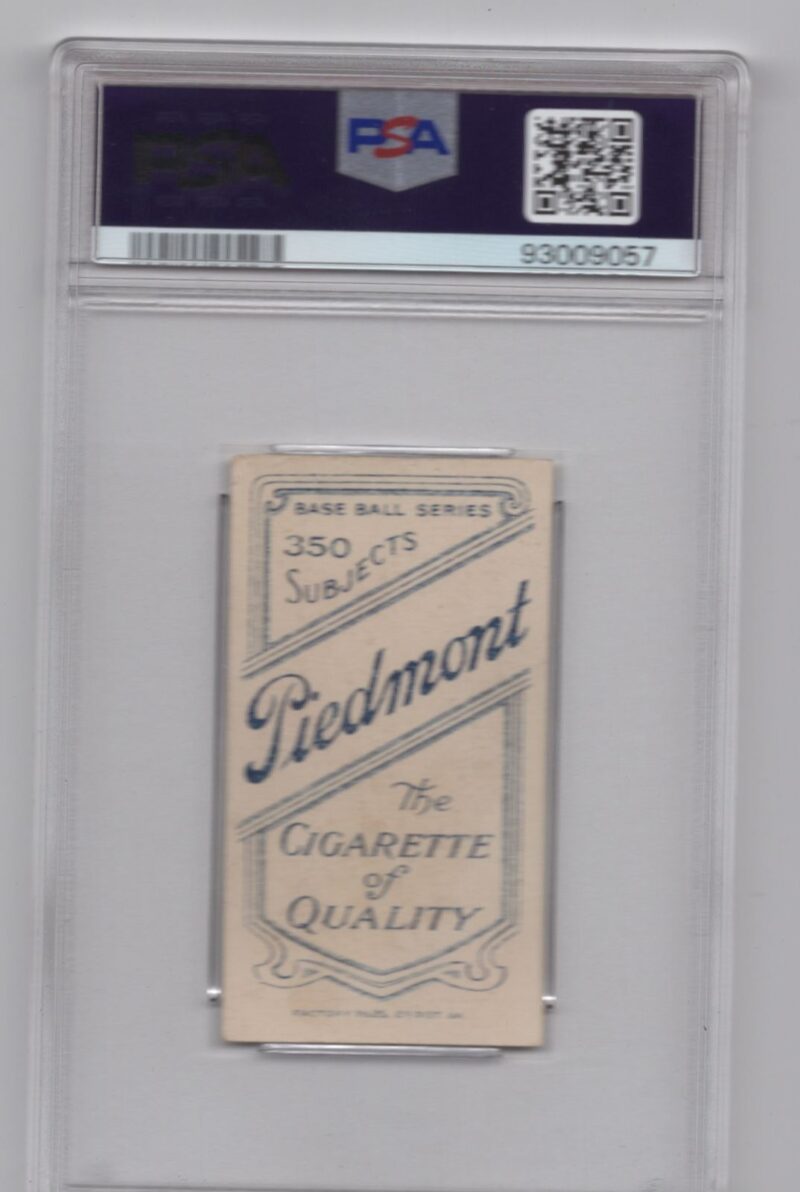 PSA
PSA
93009057
BASE BALL SERIES
350
SUBJECTS
Piedmont
The
CIGARETTE
of
QUALITY